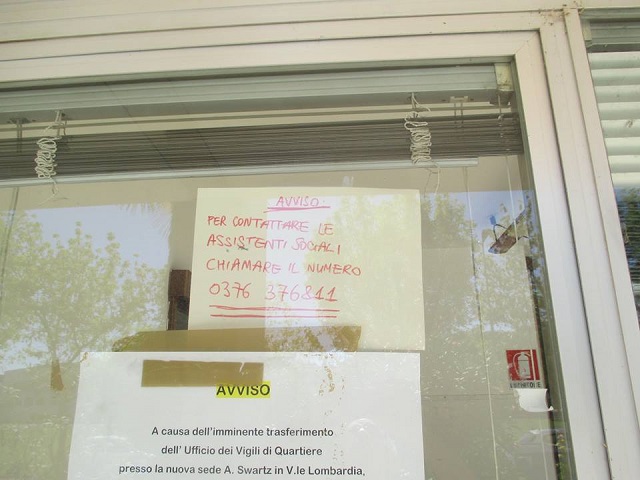 AVVISO:
PER CONTATTARE LE
ASSISTENTI SOCIALI
CHIAMARE IL NUMERO
0376 376811
AVVISO
A causa dell'imminente trasferimento
dell' Ufficio dei Vigili di Quartiere
presso la nuova sede A. Swartz in V.le Lombardia,